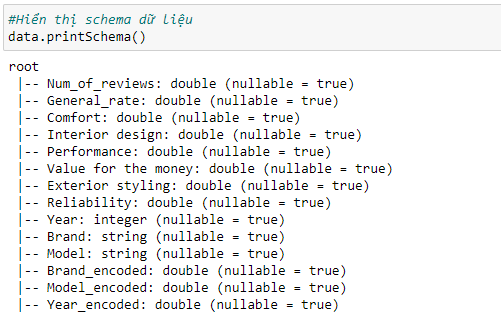 #Hiển thị schema dữ liệu
data.printSchema()
root
|-- Num_of_reviews: double (nullable = true)
|-- General_rate: double (nullable = true)
|-- Comfort: double (nullable = true)
|-- Interior design: double (nullable = true)
|-- Performance: double (nullable = true)
|-- Value for the money: double (nullable = true)
|-- Exterior styling: double (nullable = true)
|-- Reliability: double (nullable = true)
|-- Year: integer (nullable = true)
|-- Brand: string (nullable = true)
|-- Model: string (nullable = true)
|-- Brand_encoded: double (nullable = true)
|-- Model_encoded: double (nullable = true)
|-- Year_encoded: double (nullable = true)